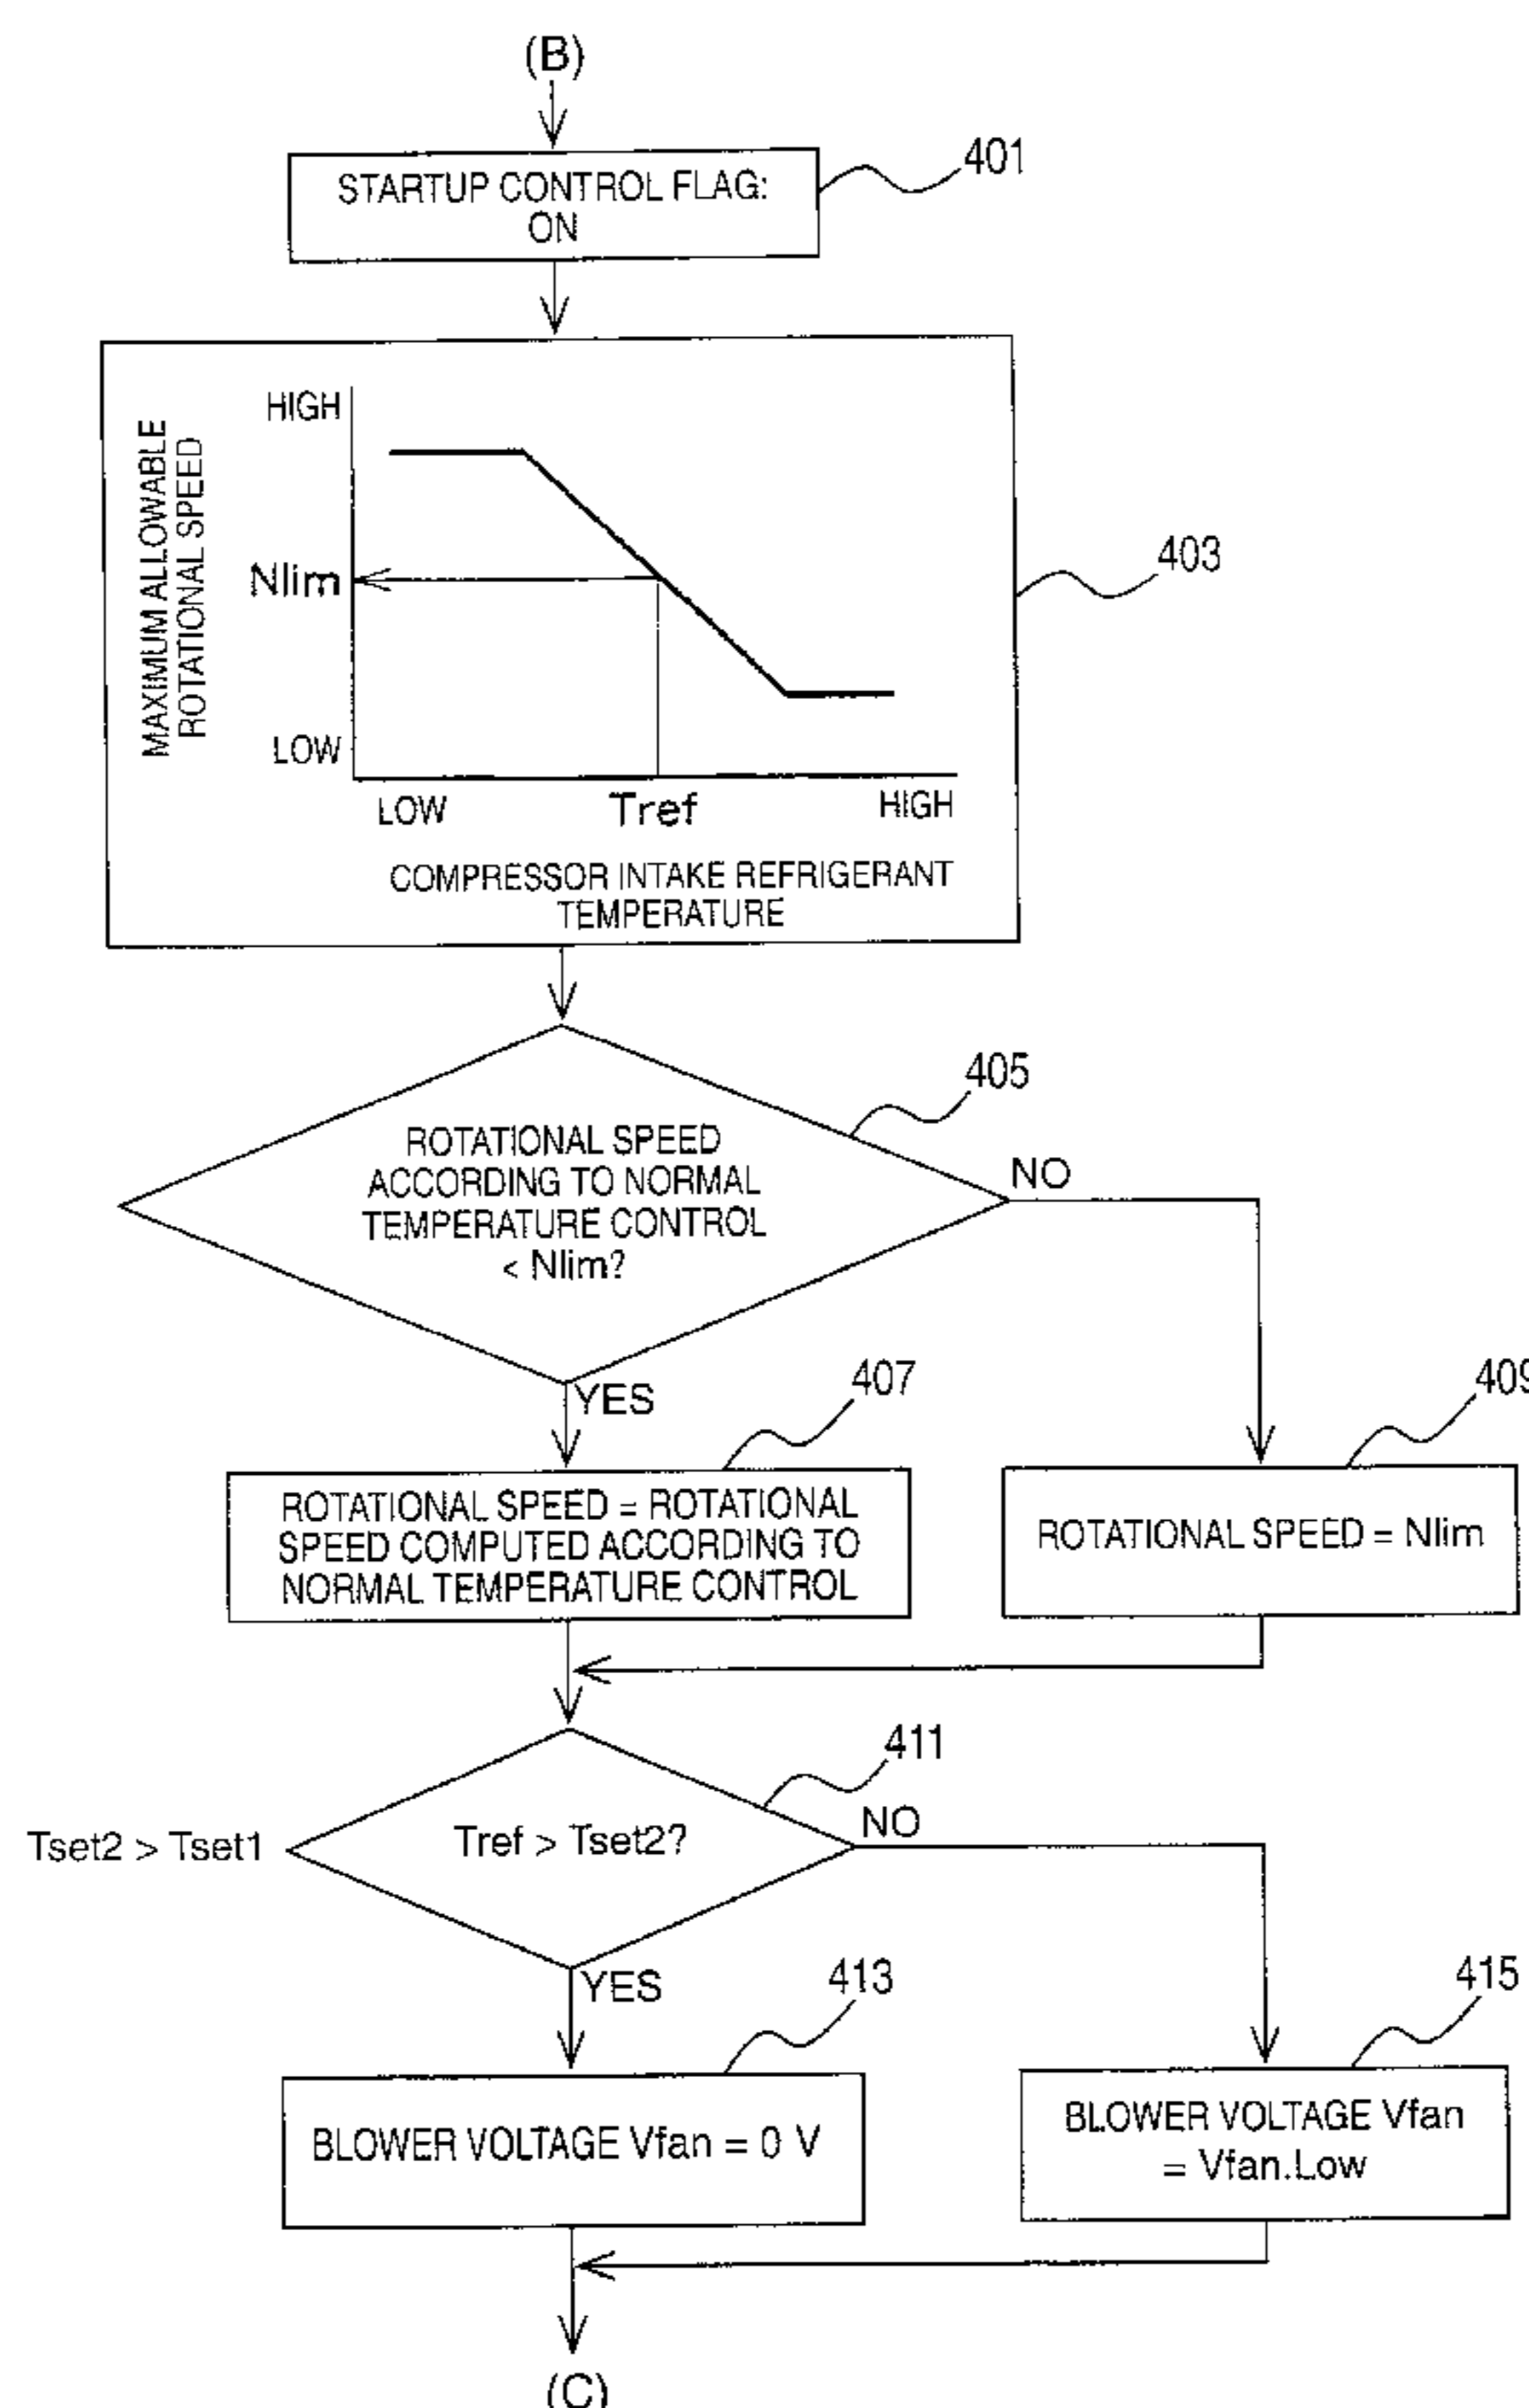 (B)
STARTUP CONTROL FLAG:
ON
401
MAXIMUM ALLOWABLE
ROTATIONAL SPEED
HIGH
Nlim
LOW
LOW
Tref
HIGH
COMPRESSOR INTAKE REFRIGERANT
TEMPERATURE
403
405
ROTATIONAL SPEED
ACCORDING TO NORMAL
TEMPERATURE CONTROL
< Nlim?
NO
YES
407
409
ROTATIONAL SPEED = ROTATIONAL
SPEED COMPUTED ACCORDING TO
NORMAL TEMPERATURE CONTROL
ROTATIONAL SPEED = Nlim
411
Tset2 > Tset1
Tref > Tset2?
NO
YES
413
415
BLOWER VOLTAGE Vfan = 0 V
BLOWER VOLTAGE Vfan
= Vfan.Low
(C)